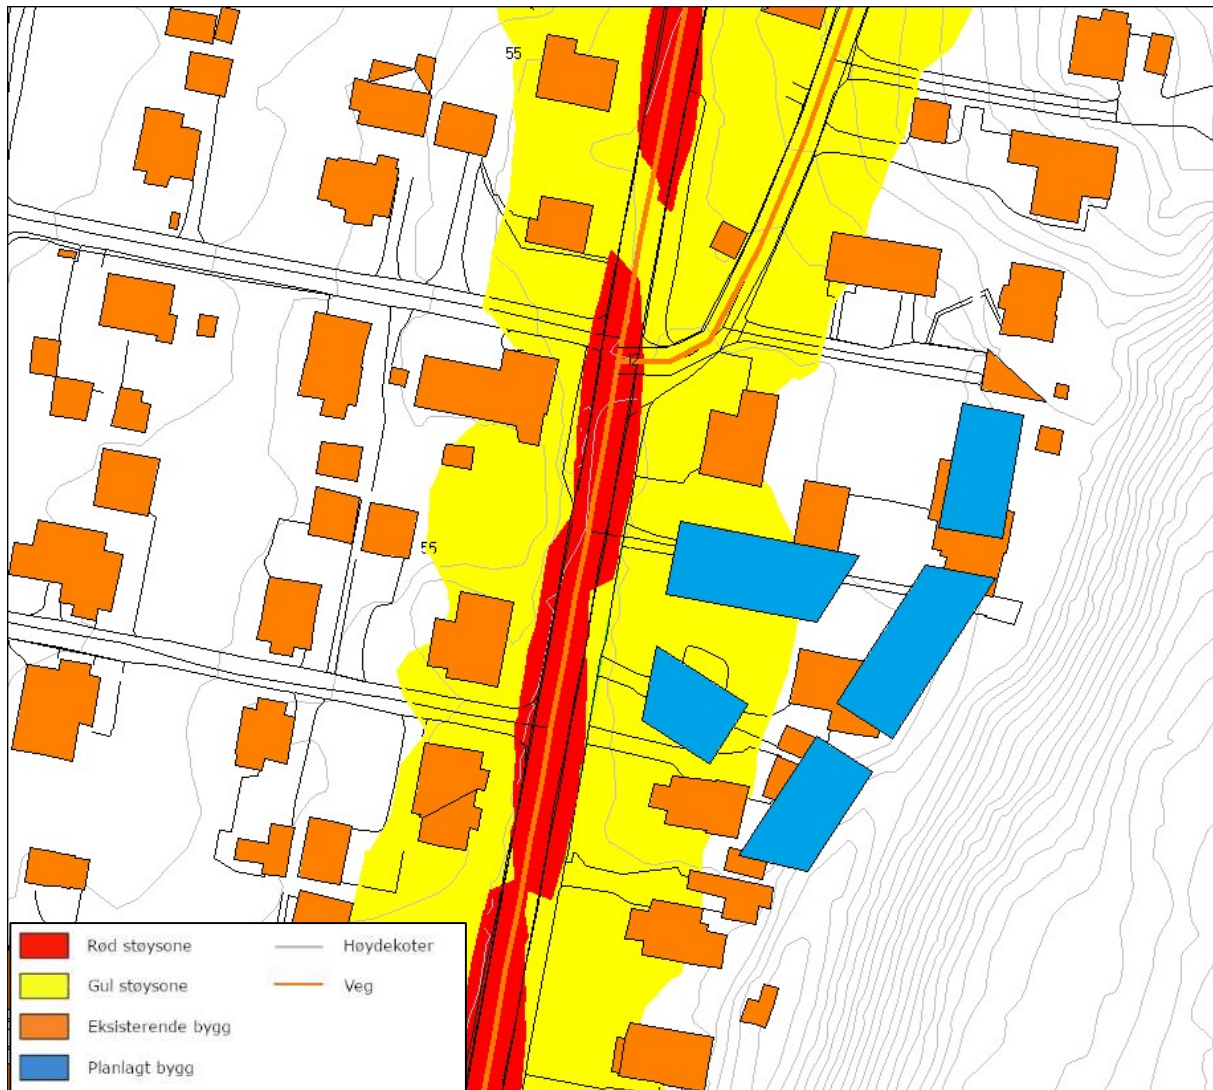 55
55
Rød støysone
Høydekoter
Gul støysone
Veg
Eksisterende bygg
Planlagt bygg